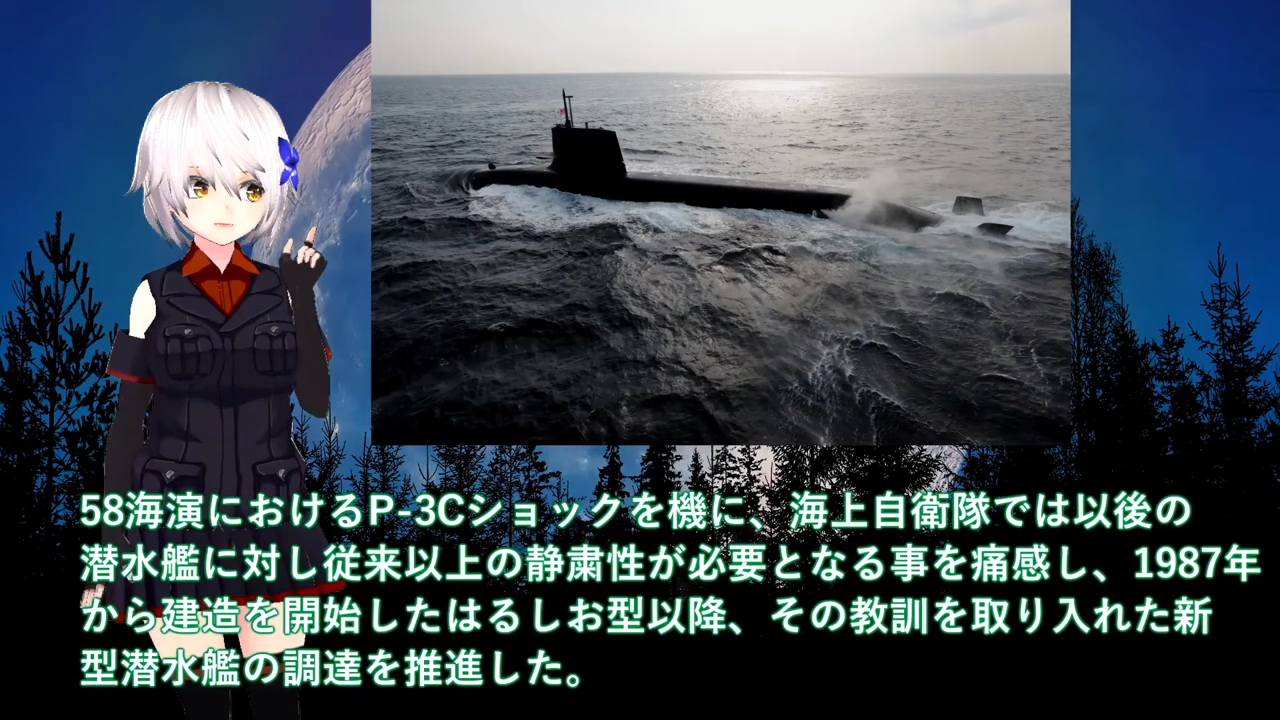 58海演におけるP-3Cショックを機に、海上自衛隊では以後の
潜水艦に対し従来以上の静粛性が必要となる事を痛感し、1987年
から建造を開始したはるしお型以降、その教訓を取り入れた新
型潜水艦の調達を推進した。